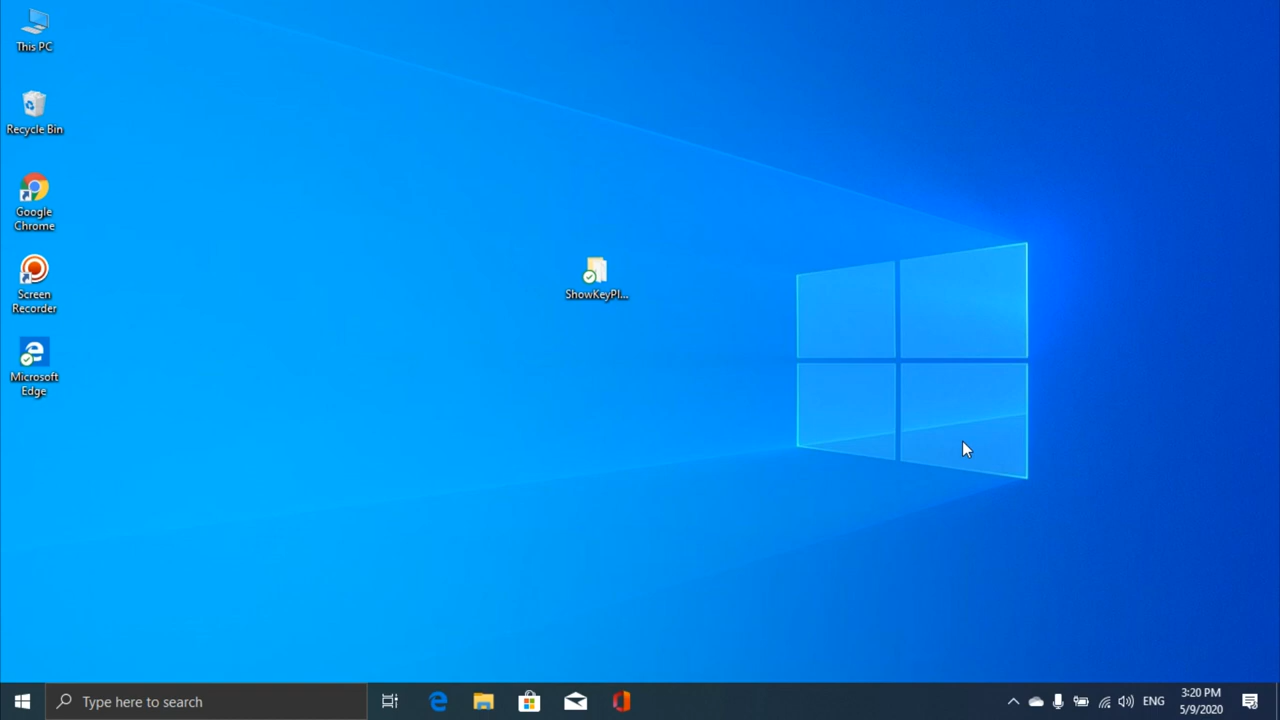 This PC
Recycle Bin
Google
Chrome
Screen
Recorder
Microsoft
Edge
ShowKeyPl...
Type here to search
ENG
3:20 PM
5/9/2020